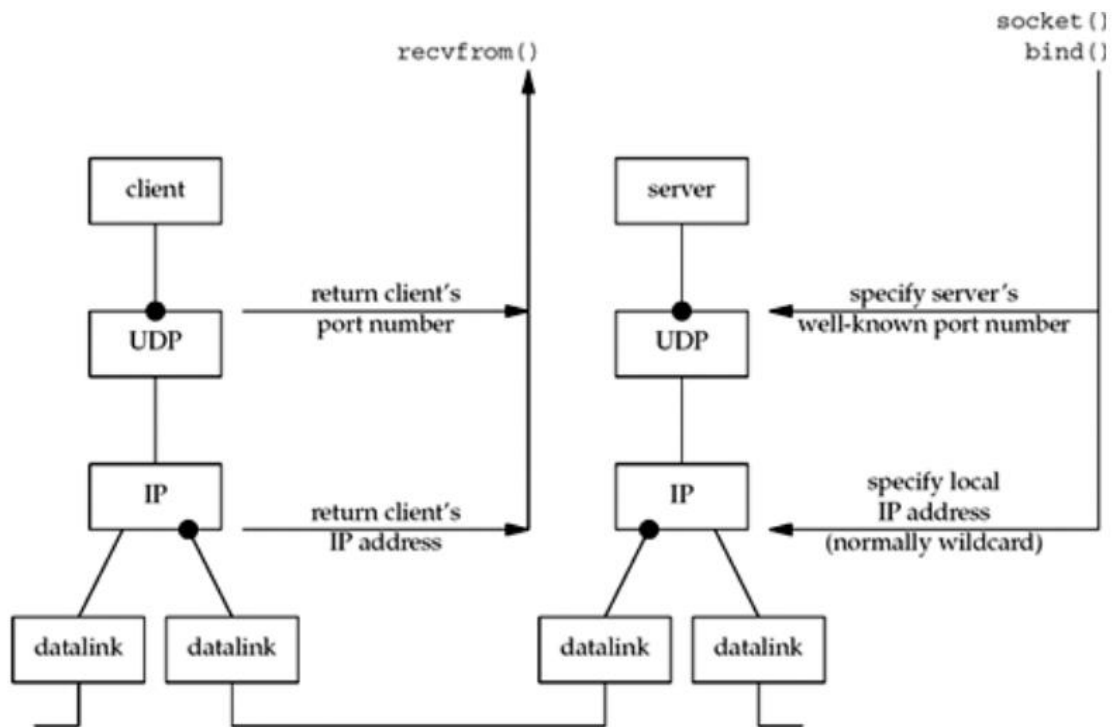 socket()
recvfrom()
bind()
client
server
return client's
port number
specify server's
well-known port number
UDP
UDP
IP
IP
return client's
IP address
specify local
IP address
(normally wildcard)
datalink
datalink
datalink
datalink